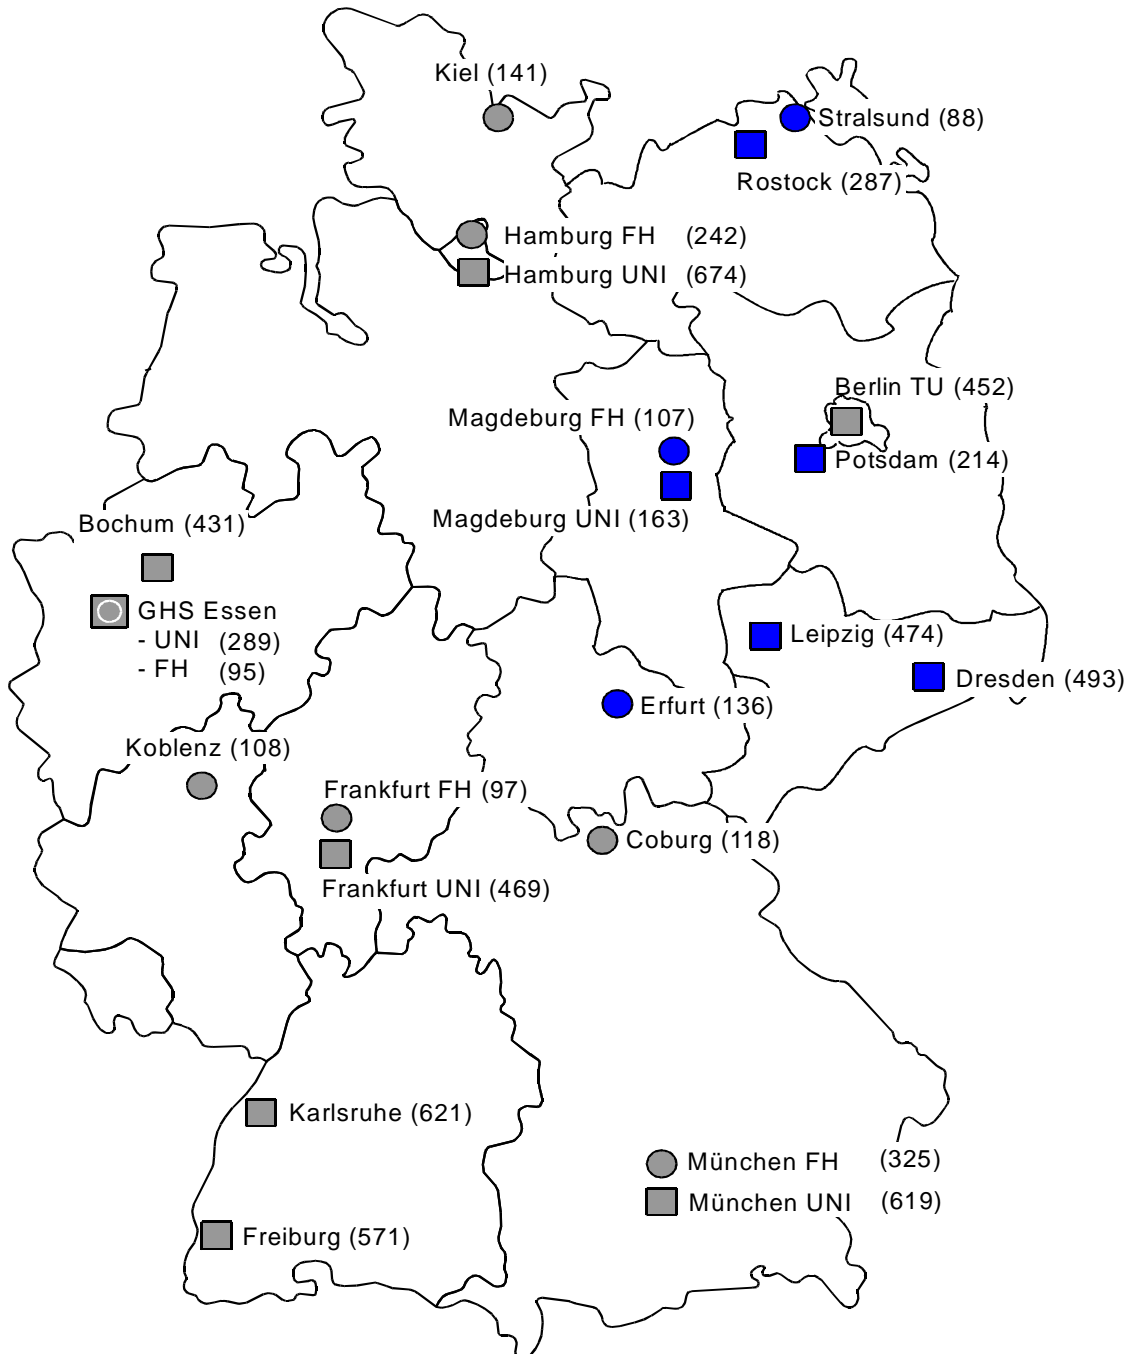 Kiel (141)
Stralsund (88)
Rostock (287)
Hamburg FH (242)
Hamburg UNI (674)
Berlin TU (452)
Magdeburg FH (107)
Potsdam (214)
Magdeburg UNI (163)
Bochum (431)
GHS Essen
- UNI (289)
- FH (95)
Leipzig (474)
Dresden (493)
Erfurt (136)
Koblenz (108)
Frankfurt FH (97)
Coburg (118)
Frankfurt UNI (469)
Karlsruhe (621)
München FH (325)
München UNI (619)
Freiburg (571)